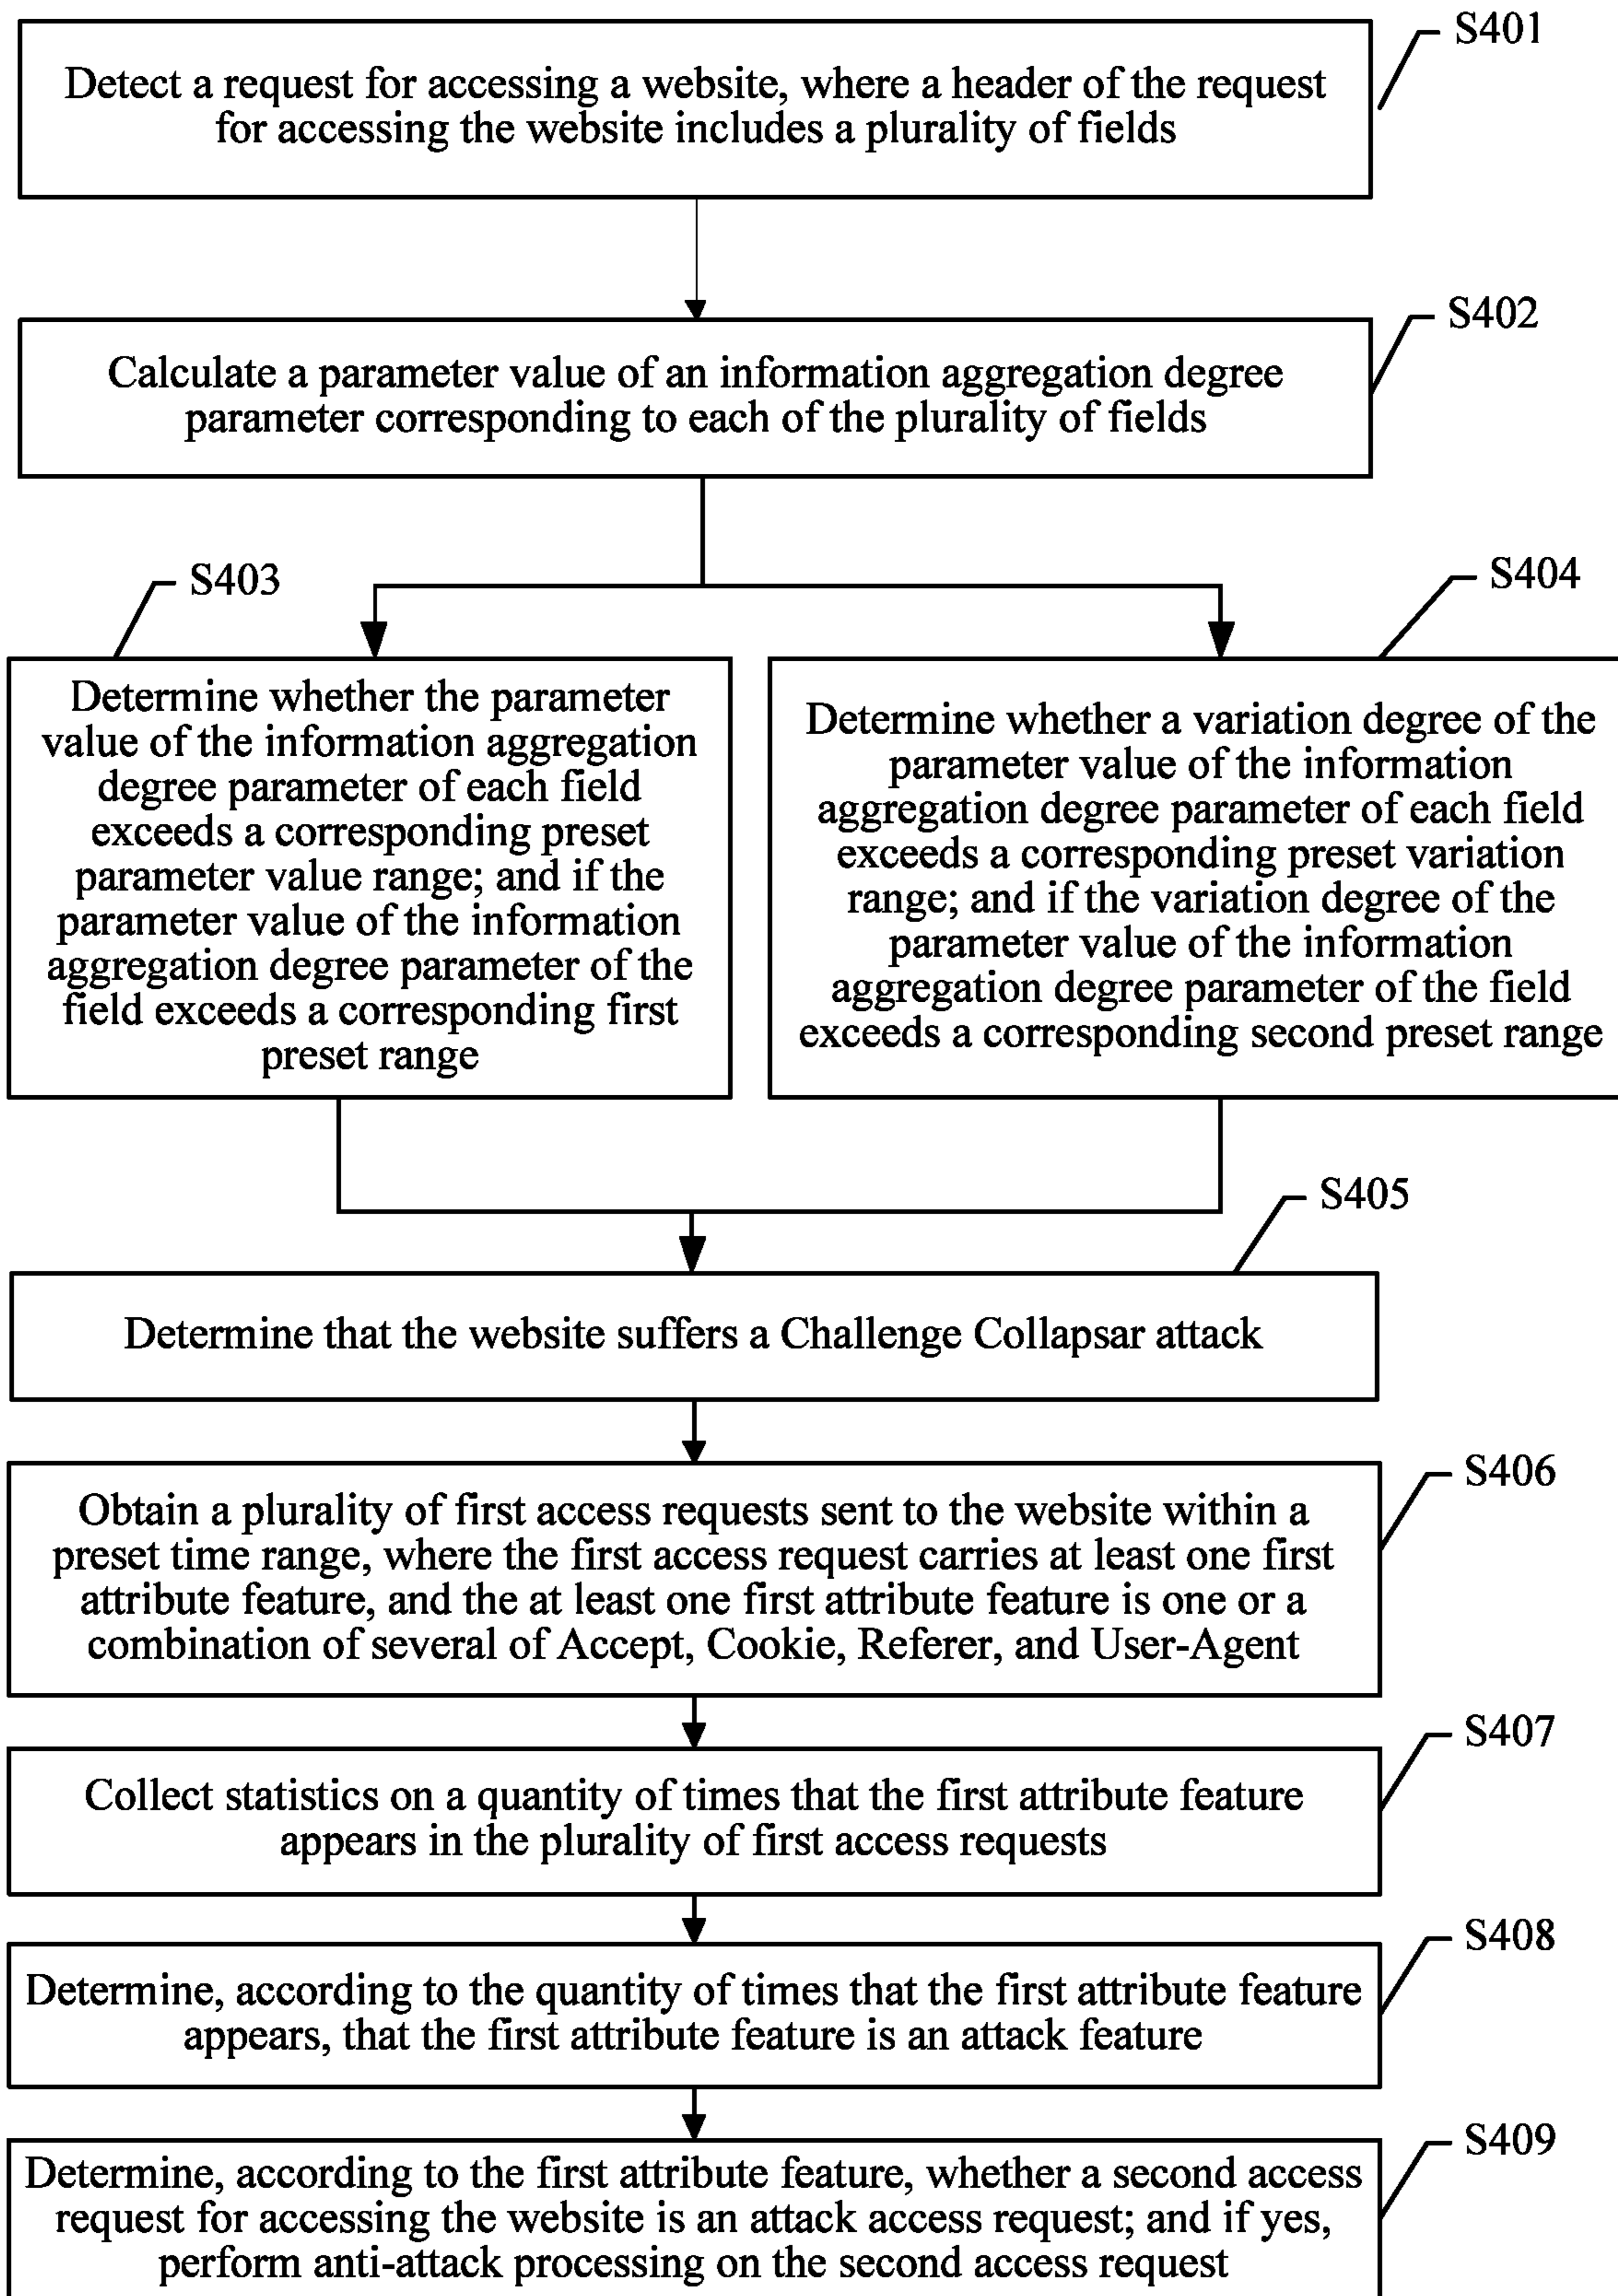 S401
Detect a request for accessing a website, where a header of the request
for accessing the website includes a plurality of fields
S402
Calculate a parameter value of an information aggregation degree
parameter corresponding to each of the plurality of fields
S403
Determine whether the parameter
value of the information aggregation
degree parameter of each field
exceeds a corresponding preset
parameter value range; and if the
parameter value of the information
aggregation degree parameter of the
field exceeds a corresponding first
preset range
S404
Determine whether a variation degree of the
parameter value of the information
aggregation degree parameter of each field
exceeds a corresponding preset variation
range; and if the variation degree of the
parameter value of the information
aggregation degree parameter of the field
exceeds a corresponding second preset range
S405
Determine that the website suffers a Challenge Collapsar attack
S406
Obtain a plurality of first access requests sent to the website within a
preset time range, where the first access request carries at least one first
attribute feature, and the at least one first attribute feature is one or a
combination of several of Accept, Cookie, Referer, and User-Agent
S407
Collect statistics on a quantity of times that the first attribute feature
appears in the plurality of first access requests
S408
Determine, according to the quantity of times that the first attribute feature
appears, that the first attribute feature is an attack feature
S409
Determine, according to the first attribute feature, whether a second access
request for accessing the website is an attack access request; and if yes,
perform anti-attack processing on the second access request